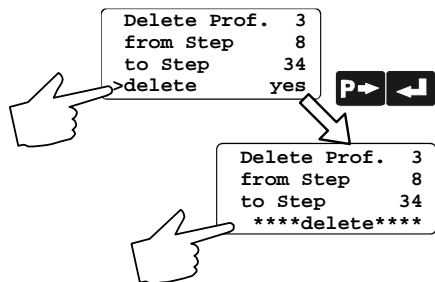 Delete Prof. 3
from Step 8
to Step 34
>delete yes
P
Delete Prof. 3
from Step 8
to Step 34
****delete****